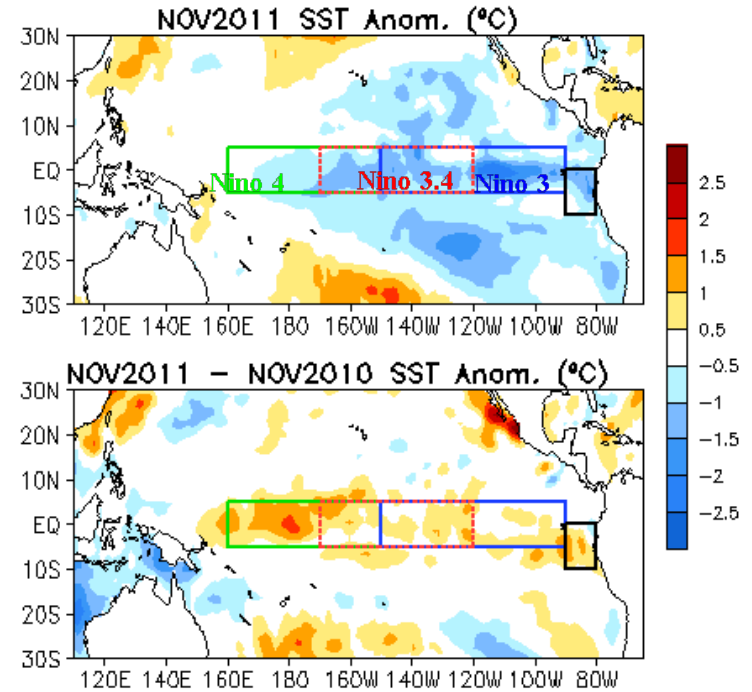 NOV2011 SST Anom. (ºC)
30N
20N
10N
EQ
10S
20S
30S
Nino 4
Nino 3.4
Nino 3
120E 140E 160E 180 160W 140W 120W 100W 80W
2.5
2
1.5
1
0.5
-0.5
-1
-1.5
-2
-2.5
NOV2011 - NOV2010 SST Anom. (ºC)
30N
20N
10N
EQ
10S
20S
30S
120E 140E 160E 180 160W 140W 120W 100W 80W